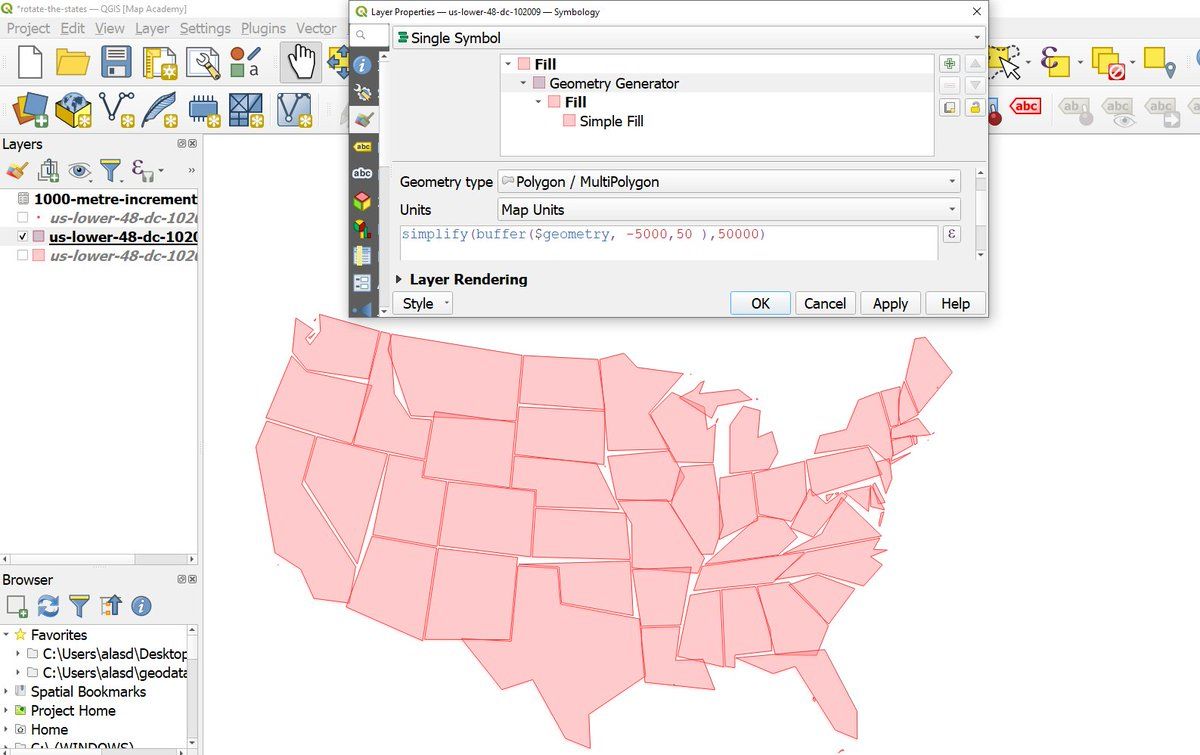 *rotate-the-states — QGIS [Map Academy]
Project Edit View Layer Settings Plugins Vector
Layers
1000-metre-increment
us-lower-48-dc-102
us-lower-48-dc-1020
us-lower-48-dc-102
Browser
Favorites
C:\Users\alasd\Desktop
C:\Users\alasd\geodata
Spatial Bookmarks
Project Home
Home
C:\ (WINDOWS)
Layer Properties — us-lower-48-dc-102009 — Symbology
Single Symbol
Fill
Geometry Generator
Fill
Simple Fill
Geometry type Polygon / MultiPolygon
Units Map Units
simplify(buffer($geometry, -5000,50 ),50000)
Layer Rendering
Style OK Cancel Apply Help
abc
abc
abc
abc abc abc